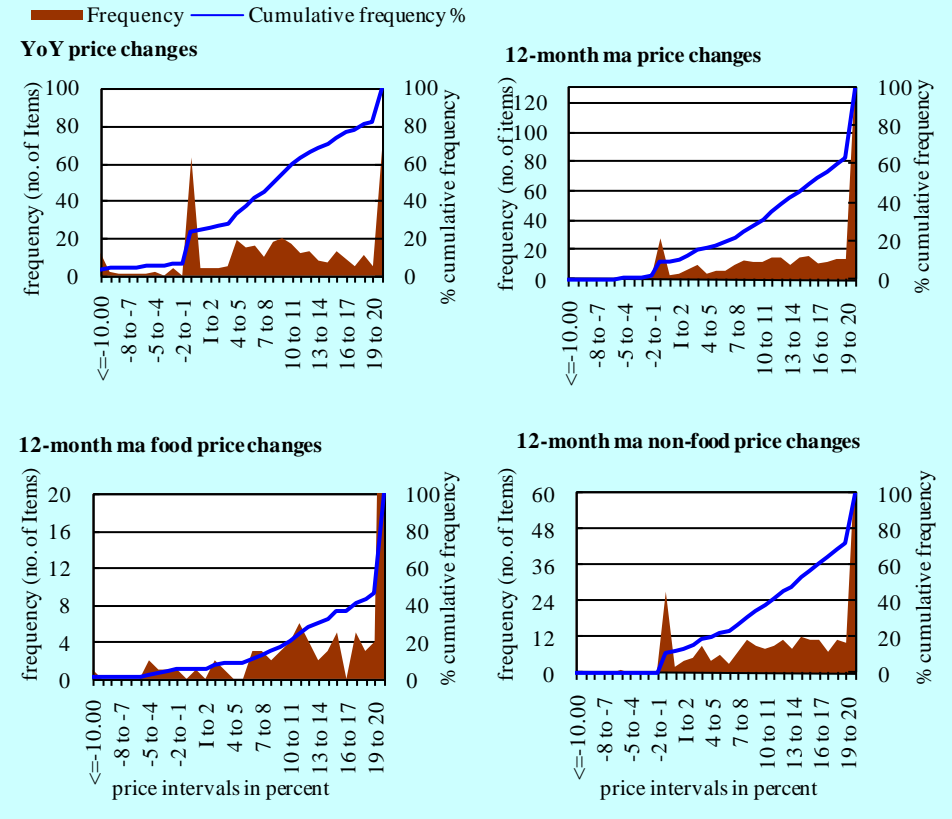 Frequency Cumulative frequency %
YoY price changes
frequency (no. of Items)
100
80
60
40
20
0
100
80
60
40
20
0
% cumulative frequency
<=-10.00
-8 to -7
-5 to -4
-2 to -1
I to 2
4 to 5
7 to 8
10 to 11
13 to 14
16 to 17
19 to 20
12-month ma price changes
frequency (no. of items)
120
100
80
60
40
20
0
100
80
60
40
20
0
% cumulative frequency
<=-10.00
-8 to -7
-5 to -4
-2 to -1
I to 2
4 to 5
7 to 8
10 to 11
13 to 14
16 to 17
19 to 20
12-month ma food price changes
frequency (no. of Items)
20
16
12
8
4
0
100
80
60
40
20
0
% cumulative frequency
<=-10.00
-8 to -7
-5 to -4
-2 to -1
I to 2
4 to 5
7 to 8
10 to 11
13 to 14
16 to 17
19 to 20
price intervals in percent
12-month ma non-food price changes
frequency (no. of Items)
60
48
36
24
12
0
100
80
60
40
20
0
% cumulative frequency
<=-10.00
-8 to -7
-5 to -4
-2 to -1
I to 2
4 to 5
7 to 8
10 to 11
13 to 14
16 to 17
19 to 20
price intervals in percent